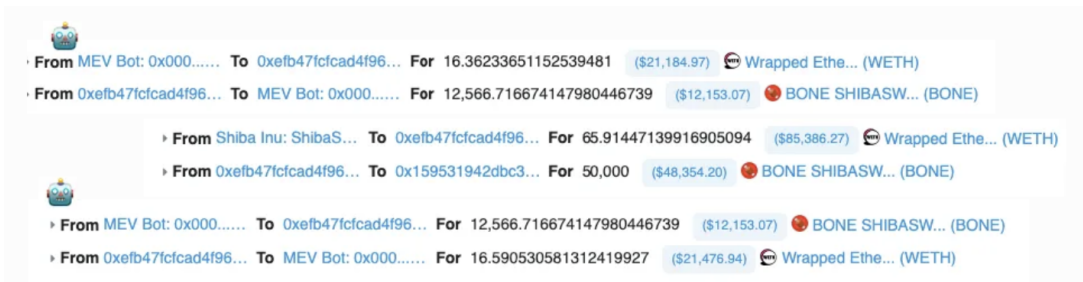 From MEV Bot: 0x000...... To 0xefb47fcfcad4f96... For 16.36233651152539481 ($21,184.97) Wrapped Ethe... (WETH)
From 0xefb47fcfcad4f96... To MEV Bot: 0x000...... For 12,566.716674147980446739 ($12,153.07) BONE SHIBASW... (BONE)
From Shiba Inu: ShibaS... To 0xefb47fcfcad4f96... For 65.91447139916905094 ($85,386.27) Wrapped Ethe... (WETH)
From 0xefb47fcfcad4f96... To 0x159531942dbc3... For 50,000 ($48,354.20) BONE SHIBASW... (BONE)
From MEV Bot: 0x000...... To 0xefb47fcfcad4f96... For 12,566.716674147980446739 ($12,153.07) BONE SHIBASW... (BONE)
From 0xefb47fcfcad4f96... To MEV Bot: 0x000...... For 16.590530581312419927 ($21,476.94) Wrapped Ethe... (WETH)